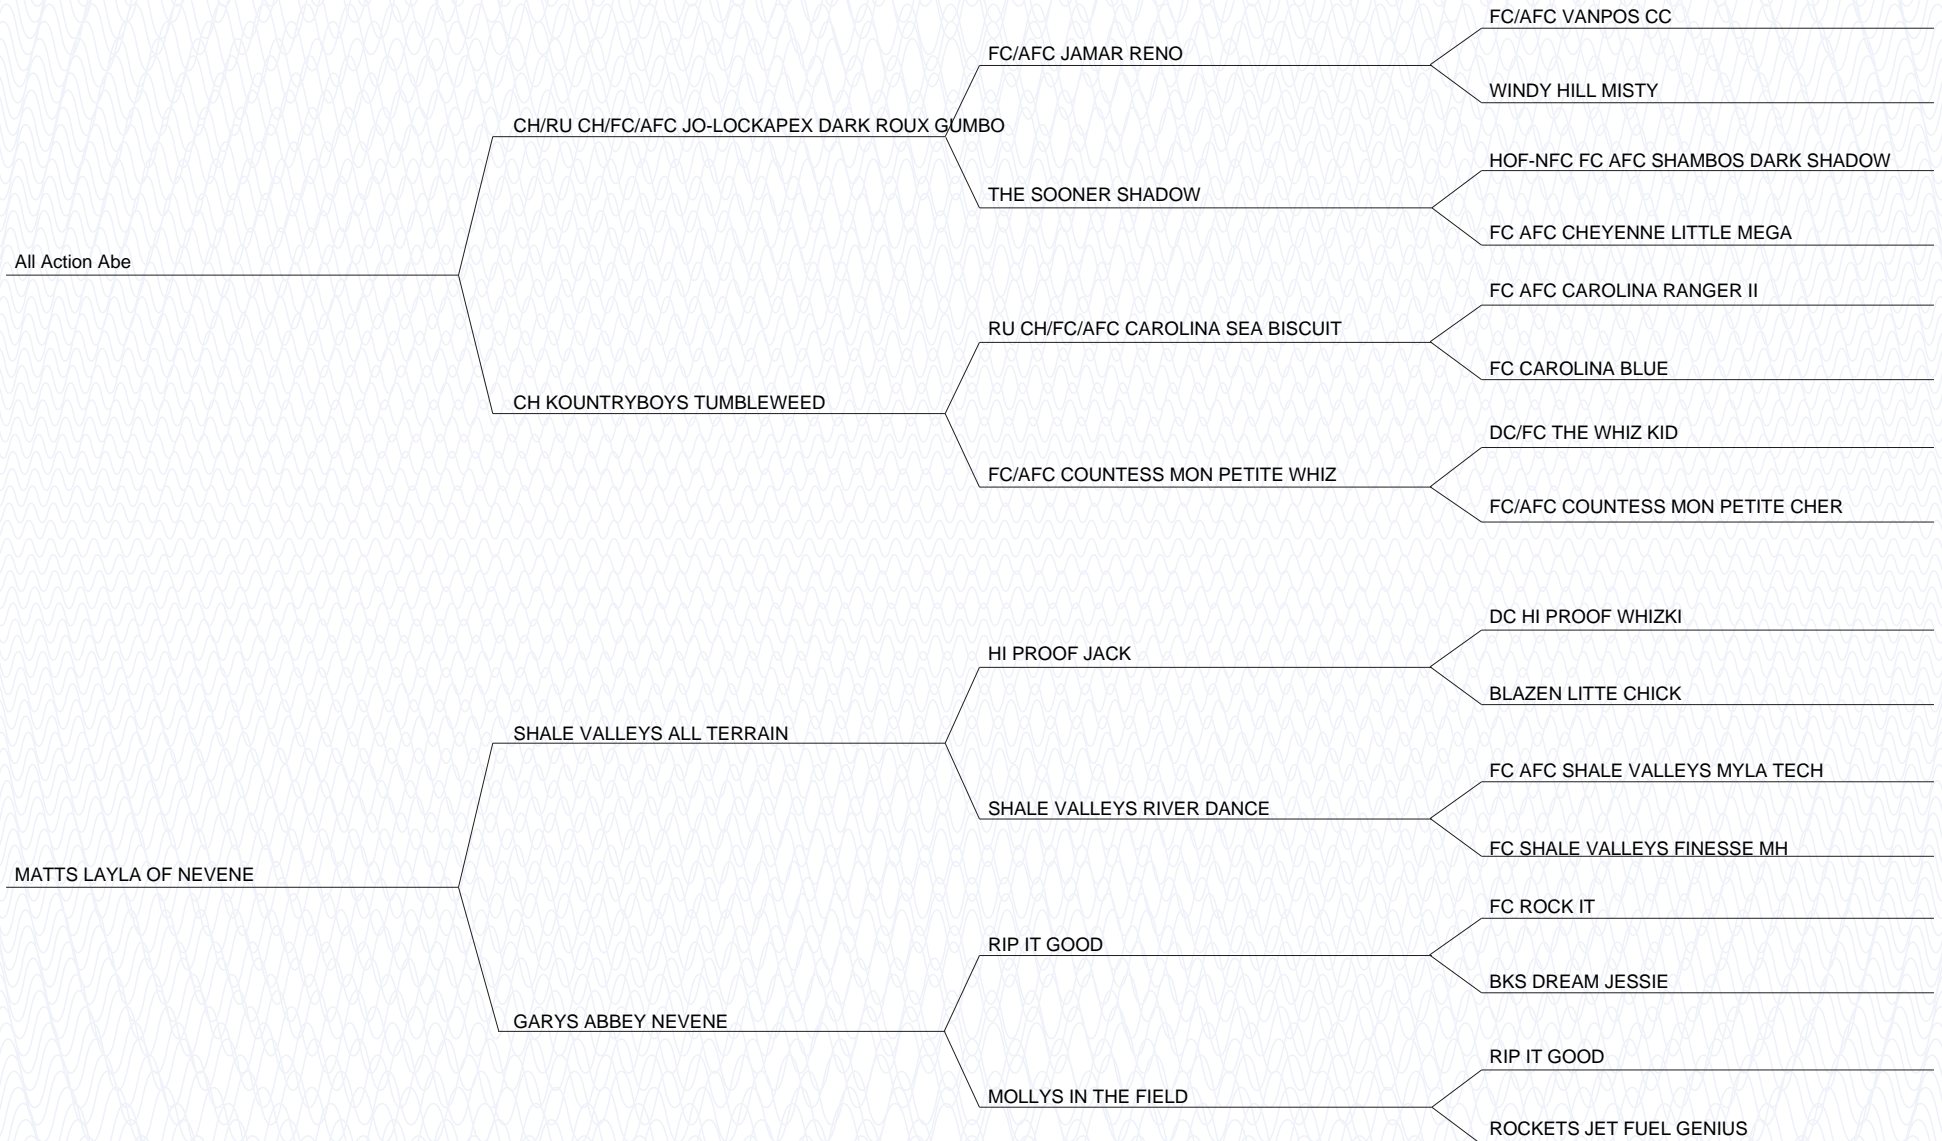 FC/AFC VANPOS CC
FC/AFC JAMAR RENO
WINDY HILL MISTY
CH/RU CH/FC/AFC JO-LOCKAPEX DARK ROUX GUMBO
HOF-NFC FC AFC SHAMBOS DARK SHADOW
THE SOONER SHADOW
FC AFC CHEYENNE LITTLE MEGA
All Action Abe
FC AFC CAROLINA RANGER II
RU CH/FC/AFC CAROLINA SEA BISCUIT
FC CAROLINA BLUE
CH KOUNTRYBOYS TUMBLEWEED
DC/FC THE WHIZ KID
FC/AFC COUNTESS MON PETITE WHIZ
FC/AFC COUNTESS MON PETITE CHER
DC HI PROOF WHIZKI
HI PROOF JACK
BLAZEN LITTE CHICK
SHALE VALLEYS ALL TERRAIN
FC AFC SHALE VALLEYS MYLA TECH
SHALE VALLEYS RIVER DANCE
FC SHALE VALLEYS FINESSE MH
MATTS LAYLA OF NEVENE
FC ROCK IT
RIP IT GOOD
BKS DREAM JESSIE
GARYS ABBEY NEVENE
RIP IT GOOD
MOLLYS IN THE FIELD
ROCKETS JET FUEL GENIUS